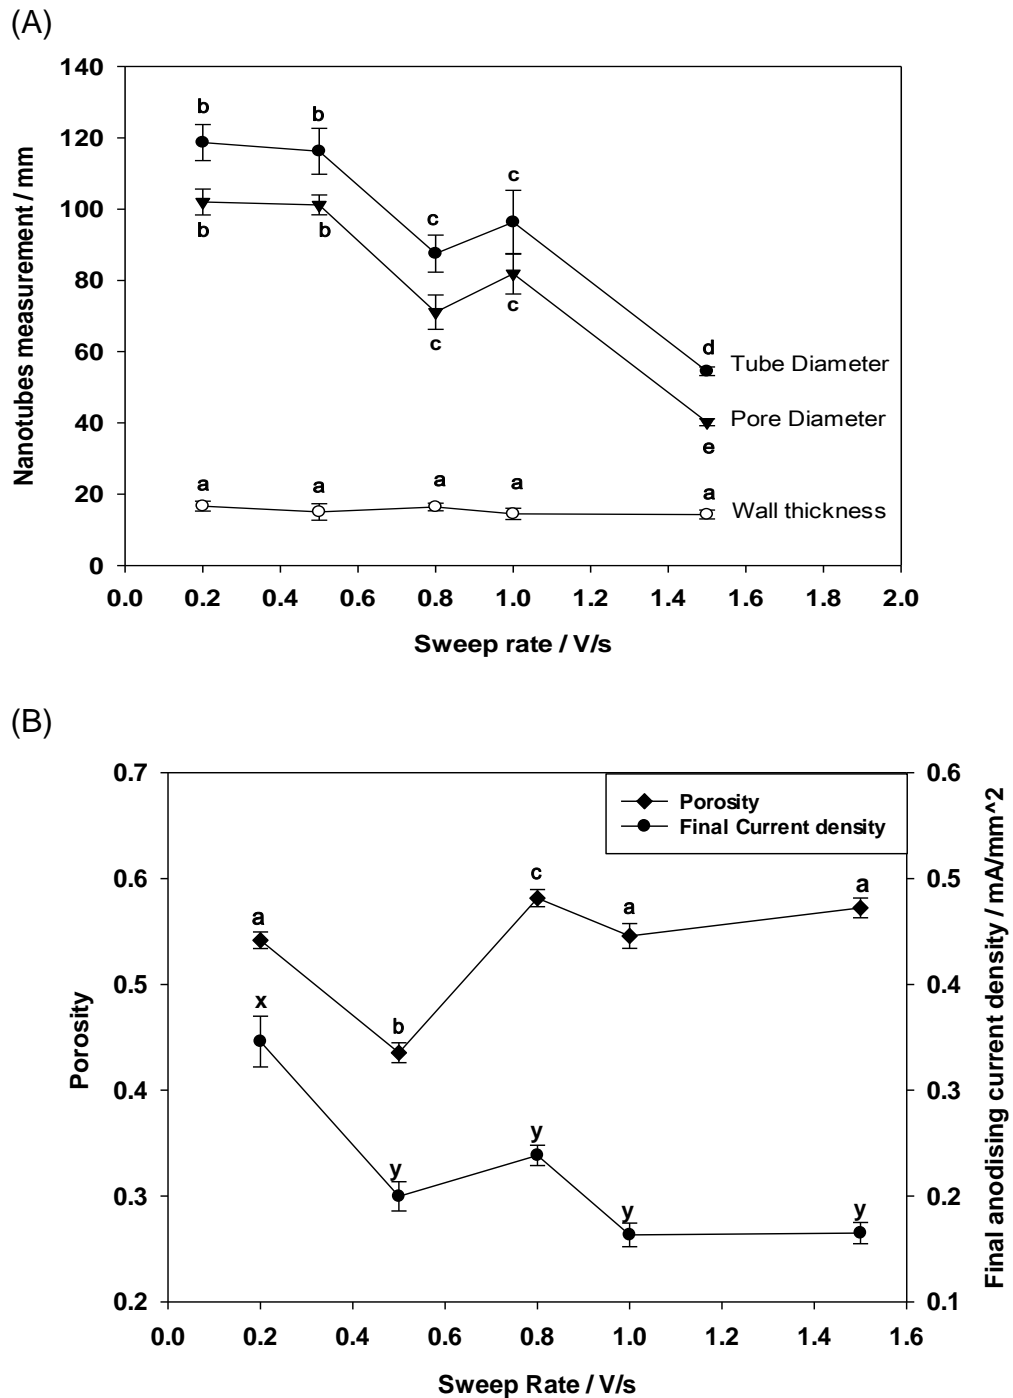 (A)
140
120
100
80
60
40
20
0
Nanotubes measurement / mm
b
b
c
c
d
b
b
c
c
e
a
a
a
a
a
Tube Diameter
Pore Diameter
Wall thickness
0.0 0.2 0.4 0.6 0.8 1.0 1.2 1.4 1.6 1.8 2.0
Sweep rate / V/s
(B)
0.7
0.6
0.5
0.4
0.3
0.2
Porosity
Porosity
Final Current density
a
b
c
a
a
x
y
y
y
y
0.6
0.5
0.4
0.3
0.2
0.1
Final anodising current density / mA/mm^2
0.0 0.2 0.4 0.6 0.8 1.0 1.2 1.4 1.6
Sweep Rate / V/s